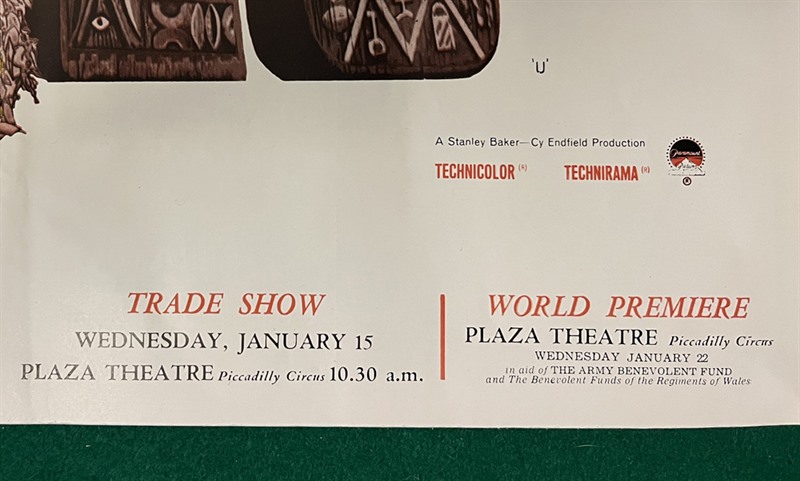 'U'
A Stanley Baker—Cy Endfield Production
TECHNICOLOR (R) TECHNIRAMA (R)
Paramount
TRADE SHOW
WEDNESDAY, JANUARY 15
PLAZA THEATRE Piccadilly Circus 10.30 a.m.
WORLD PREMIERE
PLAZA THEATRE Piccadilly Circus
WEDNESDAY JANUARY 22
in aid of THE ARMY BENEVOLENT FUND
and The Benevolent Funds of the Regiments of Wales